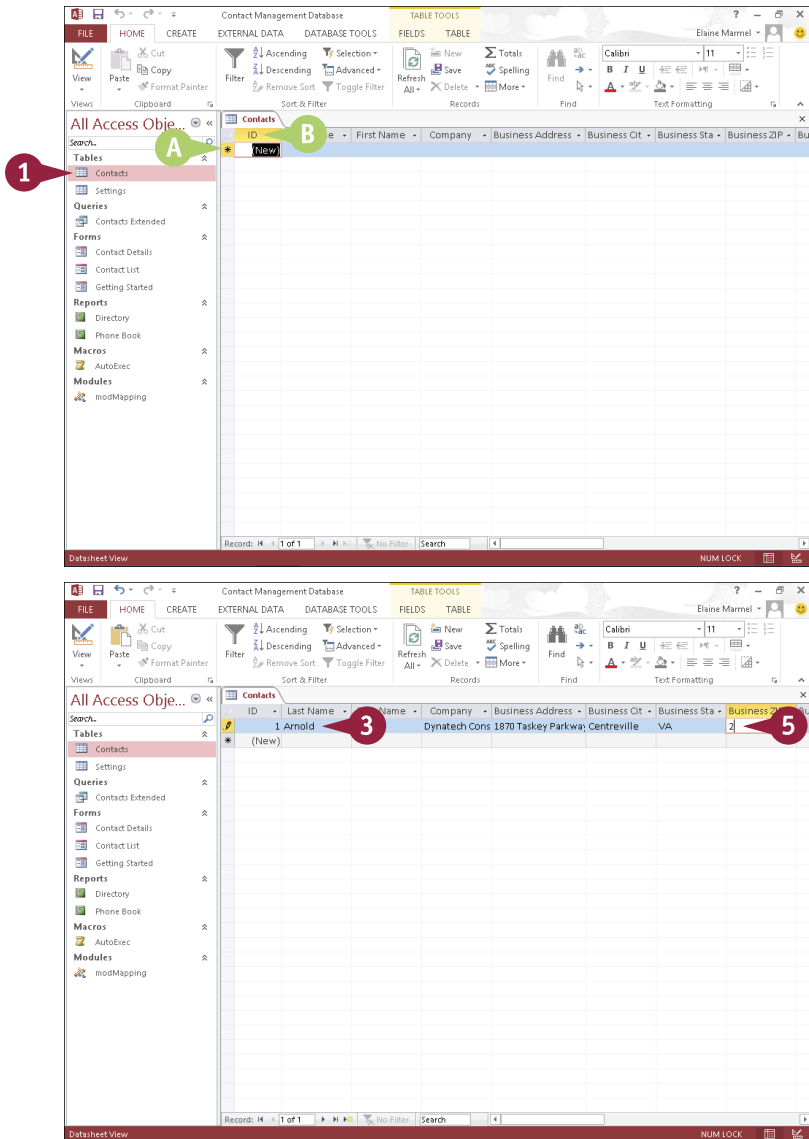 Contact Management Database TABLE TOOLS ?
FILE HOME CREATE EXTERNAL DATA DATABASE TOOLS FIELDS TABLE Elaine Marmel
View Paste Cut Copy Format Painter
Filter Ascending Descending Remove Sort Selection Advanced Toggle Filter
Refresh All New Save Delete Totals Spelling More
Find
Calibri 11
B I U A
Views Clipboard Sort & Filter Records Find Text Formatting
All Access Obje...
Search..
Tables
Contacts
Settings
Queries
Contacts Extended
Forms
Contact Details
Contact List
Getting Started
Reports
Directory
Phone Book
Macros
AutoExec
Modules
modMapping
1
A
B
Contacts
ID e First Name Company Business Address Business Cit Business Sta Business ZIP Bu
(New)
Record: 1 of 1 No Filter Search
Datasheet View NUM LOCK
Contact Management Database TABLE TOOLS ?
FILE HOME CREATE EXTERNAL DATA DATABASE TOOLS FIELDS TABLE Elaine Marmel
View Paste Cut Copy Format Painter
Filter Ascending Descending Remove Sort Selection Advanced Toggle Filter
Refresh All New Save Delete Totals Spelling More
Find
Calibri 11
B I U A
Views Clipboard Sort & Filter Records Find Text Formatting
All Access Obje...
Search..
Tables
Contacts
Settings
Queries
Contacts Extended
Forms
Contact Details
Contact List
Getting Started
Reports
Directory
Phone Book
Macros
AutoExec
Modules
modMapping
Contacts
ID Last Name Name Company Business Address Business Cit Business Sta Business Bu
1 Arnold 3 Dynatech Cons 1870 Taskey Parkway Centreville VA 2 5
(New)
Record: 1 of 1 No Filter Search
Datasheet View NUM LOCK